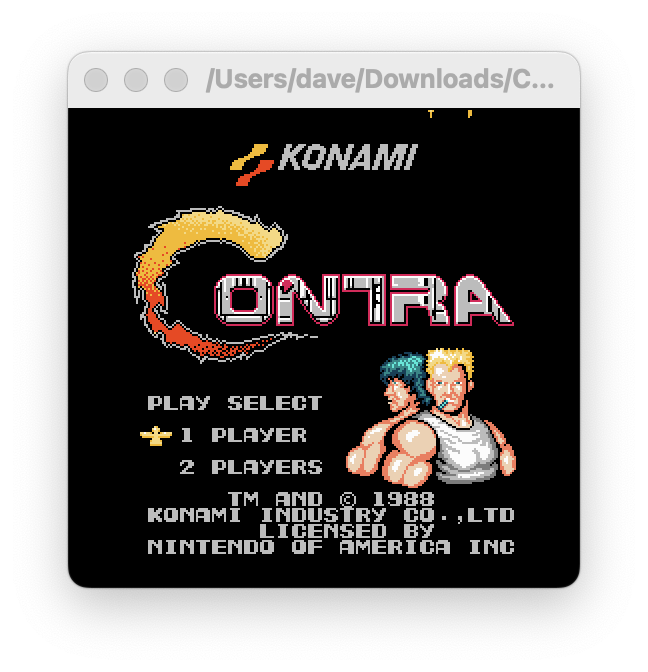 /Users/dave/Downloads/C...
KONAMI
CONTRA
PLAY SELECT
1 PLAYER
2 PLAYERS
TM AND © 1988
KONAMI INDUSTRY CO.,LTD
LICENSED BY
NINTENDO OF AMERICA INC